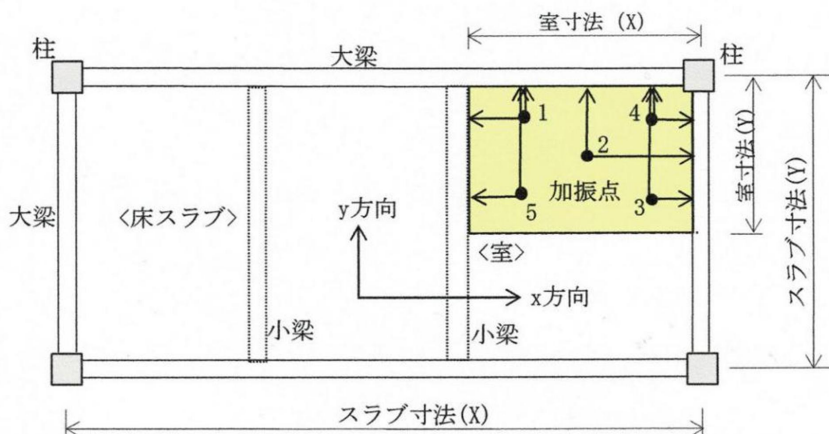 室寸法 (X)
柱
大梁
柱
1
4
2
加振点
5
3
室寸法(Y)
スラブ寸法(Y)
大梁
<床スラブ>
y方向
<室>
x方向
小梁
小梁
スラブ寸法(X)